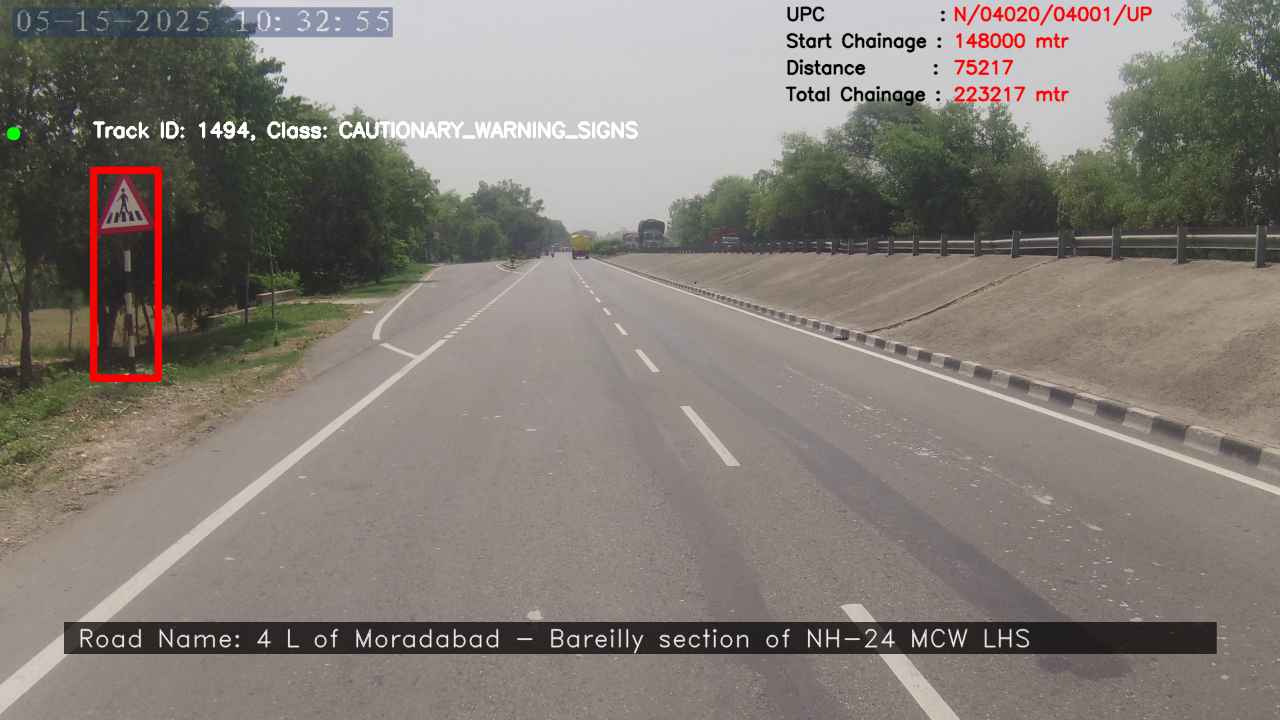 05-15-2025 10:32:55
UPC : N/04020/04001/UP
Start Chainage : 148000 mtr
Distance : 75217
Total Chainage : 223217 mtr
Track ID: 1494, Class: CAUTIONARY_WARNING_SIGNS
Road Name: 4 L of Moradabad - Bareilly section of NH-24 MCW LHS